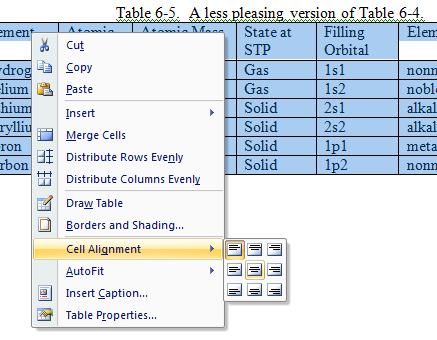 Table 6-5. A less pleasing version of Table 6-4.
State at Filling
STP Orbital
Gas 1s1
Gas 1s2
Solid 2s1
Solid 2s2
Solid 1p1
Solid 1p2
Cut
Copy
Paste
Insert
Merge Cells
Distribute Rows Evenly
Distribute Columns Evenly
Draw Table
Borders and Shading...
Cell Alignment
AutoFit
Insert Caption...
Table Properties...